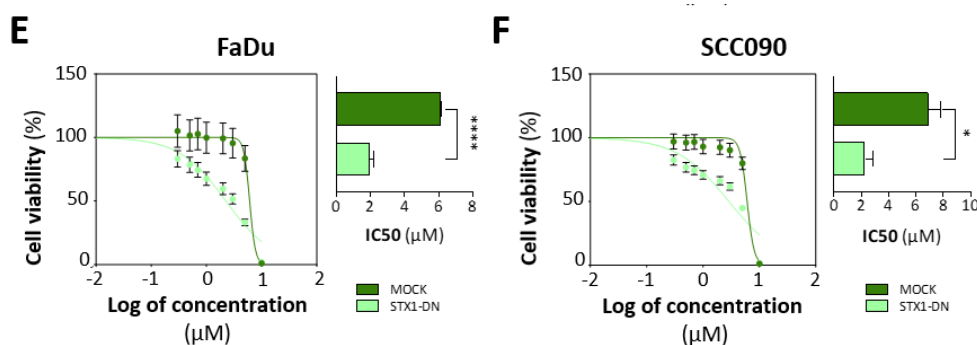 E
FaDu
Cell viability (%)
150
100
50
0
-2
-1
0
1
2
Log of concentration
(µM)
****
0
2
4
6
8
IC50 (µM)
MOCK
STX1-DN
F
SCC090
Cell viability (%)
150
100
50
0
-2
-1
0
1
2
Log of concentration
(µM)
*
0
2
4
6
8
10
IC50 (µM)
MOCK
STX1-DN